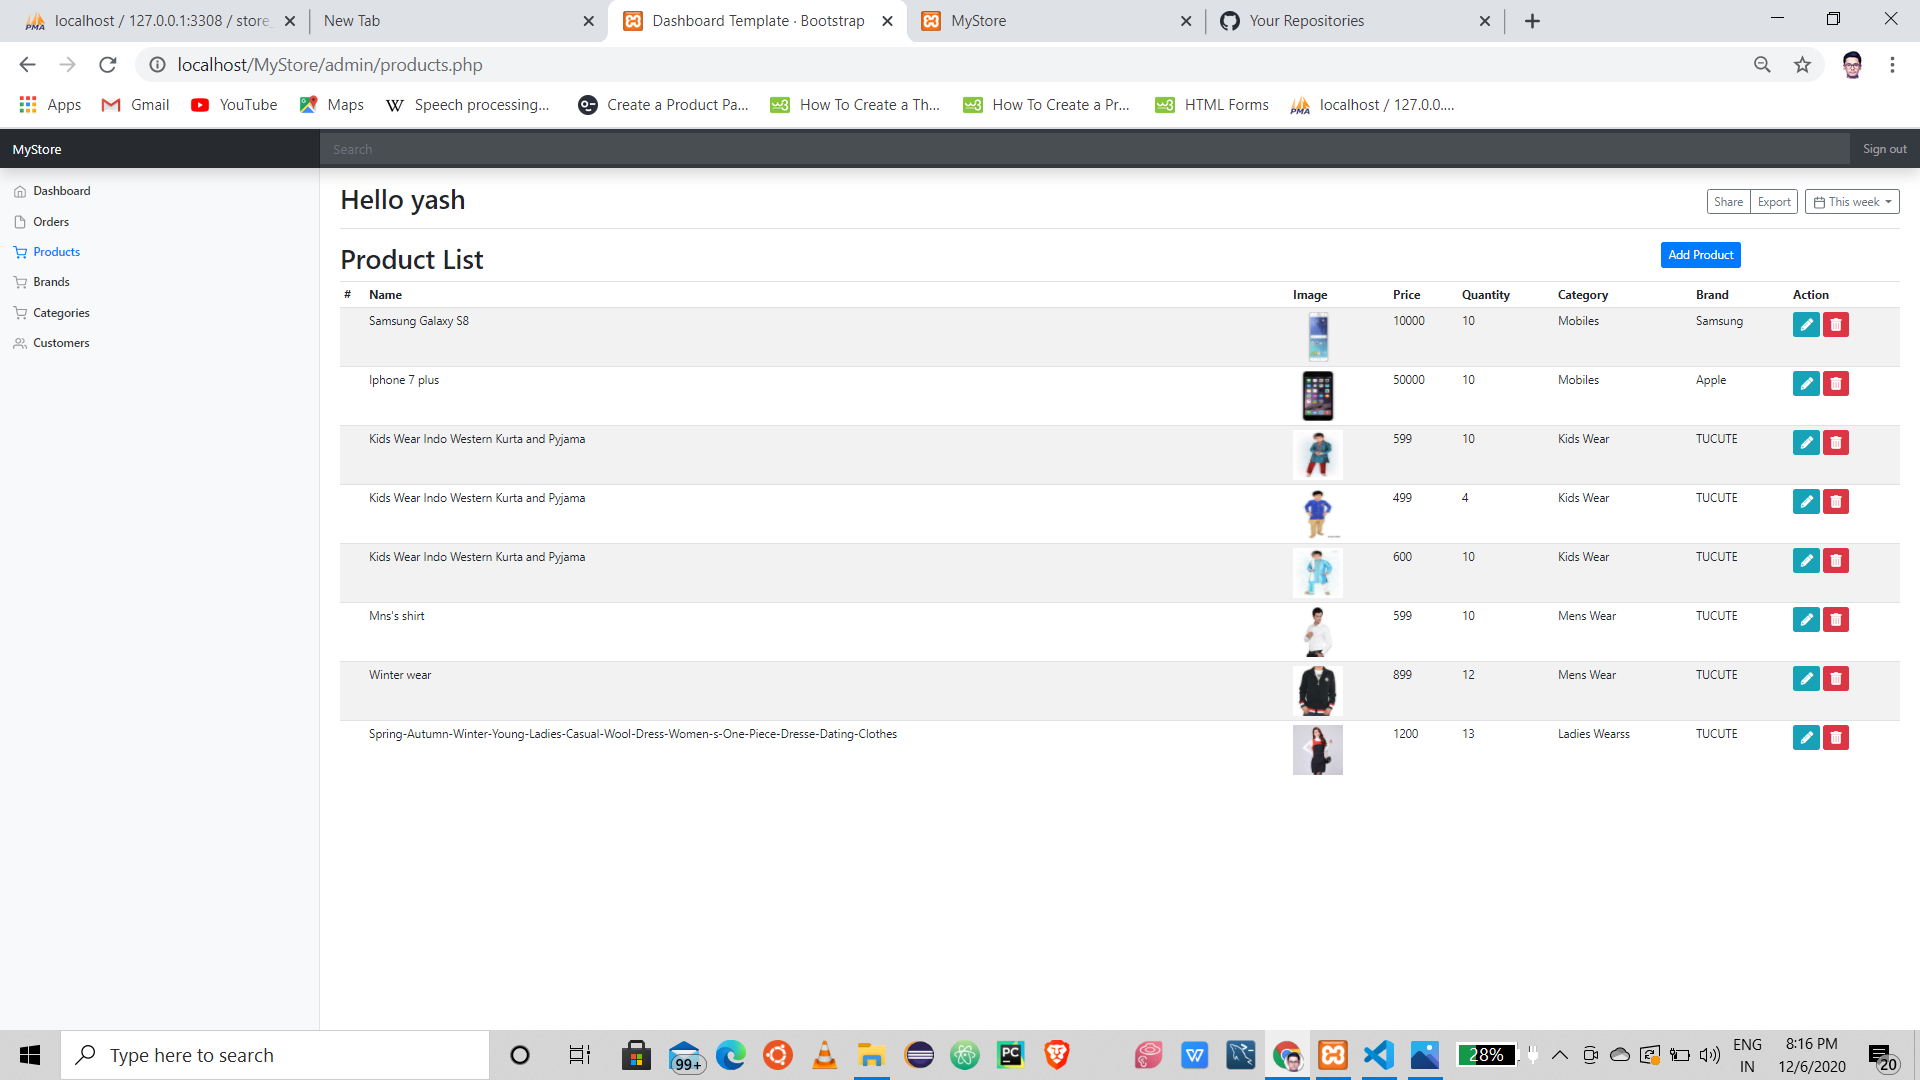 localhost / 127.0.0.1:3308 / store_
New Tab
Dashboard Template · Bootstrap
MyStore
Your Repositories
localhost/MyStore/admin/products.php
Apps
Gmail
YouTube
Maps
Speech processing...
Create a Product Pa...
How To Create a Th...
How To Create a Pr...
HTML Forms
localhost / 127.0.0....
MyStore
Search
Sign out
Dashboard
Orders
Products
Brands
Categories
Customers
Hello yash
Share Export This week
Product List
Add Product
# Name Image Price Quantity Category Brand Action
Samsung Galaxy S8 10000 10 Mobiles Samsung
Iphone 7 plus 50000 10 Mobiles Apple
Kids Wear Indo Western Kurta and Pyjama 599 10 Kids Wear TUCUTE
Kids Wear Indo Western Kurta and Pyjama 499 4 Kids Wear TUCUTE
Kids Wear Indo Western Kurta and Pyjama 600 10 Kids Wear TUCUTE
Mns's shirt 599 10 Mens Wear TUCUTE
Winter wear 899 12 Mens Wear TUCUTE
Spring-Autumn-Winter-Young-Ladies-Casual-Wool-Dress-Women-s-One-Piece-Dresse-Dating-Clothes 1200 13 Ladies Wearss TUCUTE
Type here to search
99+
PC
28%
ENG
IN
8:16 PM
12/6/2020
20